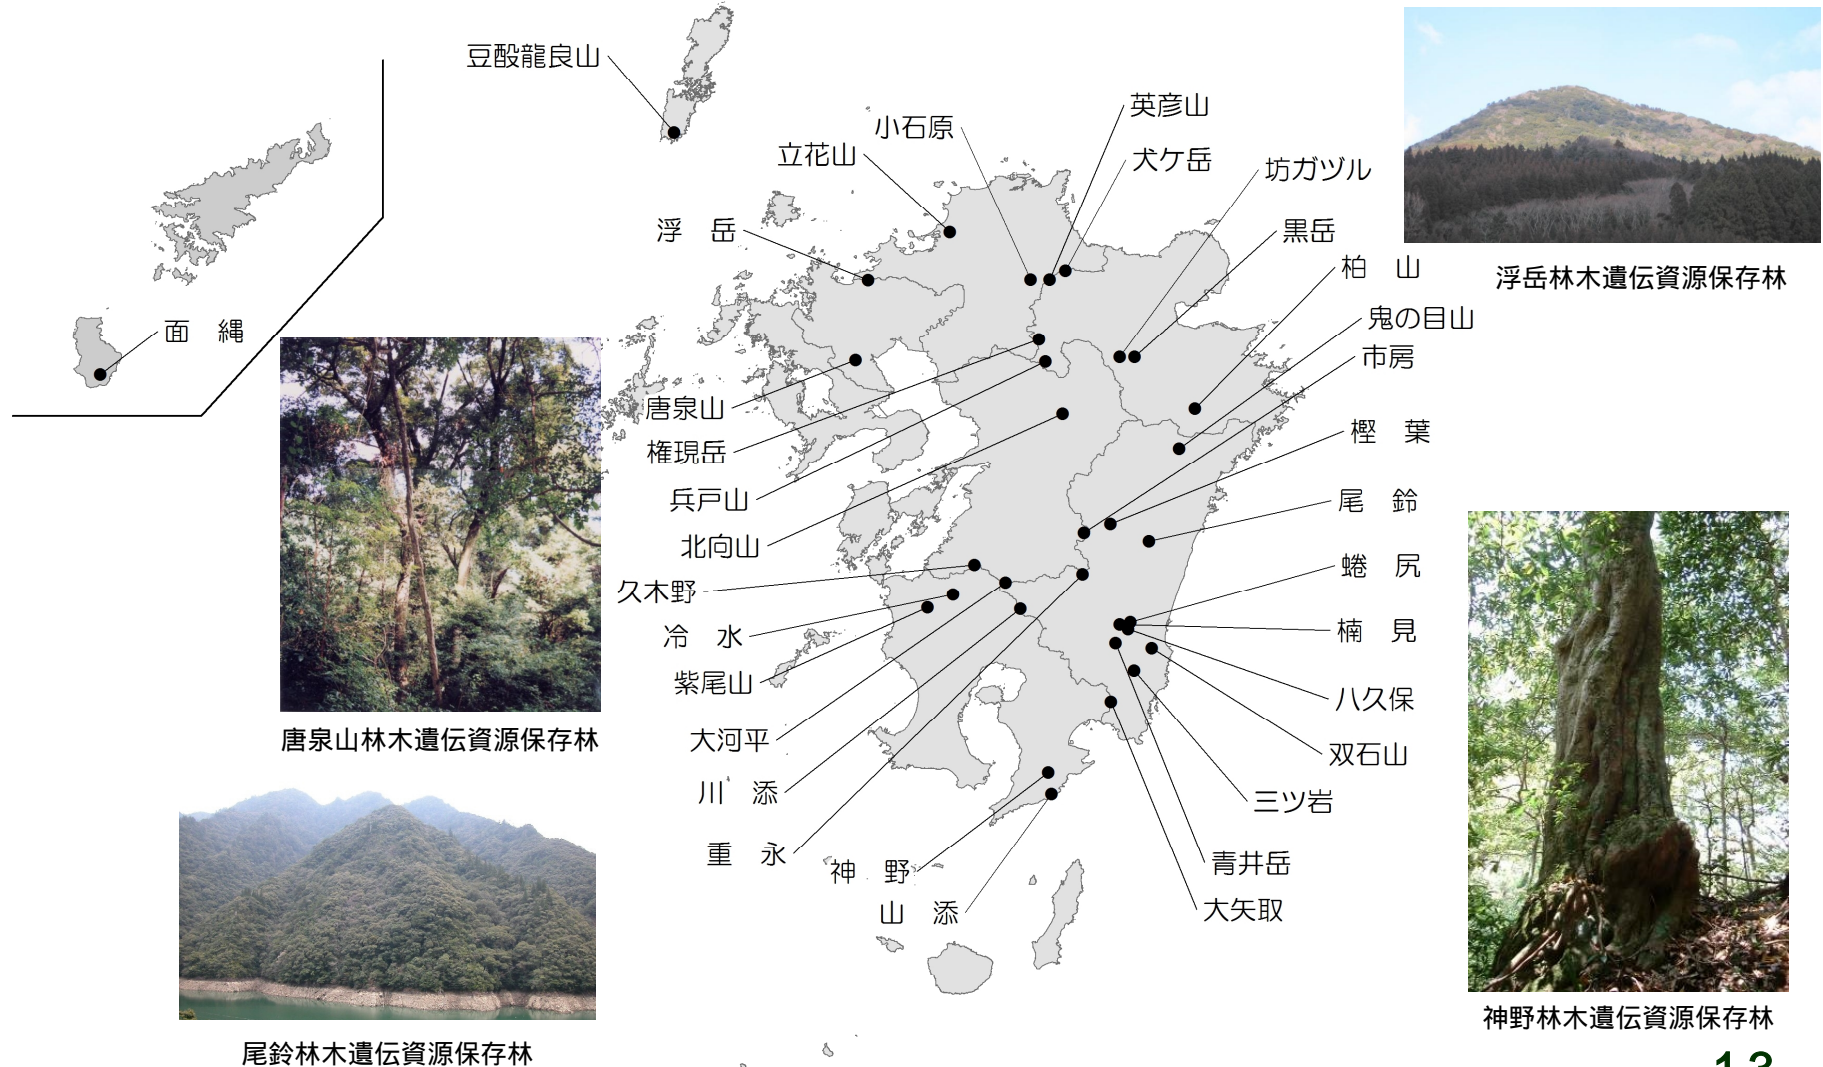 豆酘龍良山
英彦山
小石原
立花山
犬ケ岳
坊ガヅル
浮　岳
黒岳
柏　山
浮岳林木遺伝資源保存林
鬼の目山
面　縄
市房
唐泉山
樫　葉
権現岳
兵戸山
尾　鈴
北向山
蜷　尻
久木野
楠　見
冷　水
紫尾山
八久保
唐泉山林木遺伝資源保存林
大河平
双石山
川　添
三ツ岩
重　永
青井岳
神　野
山　添
大矢取
神野林木遺伝資源保存林
尾鈴林木遺伝資源保存林
13